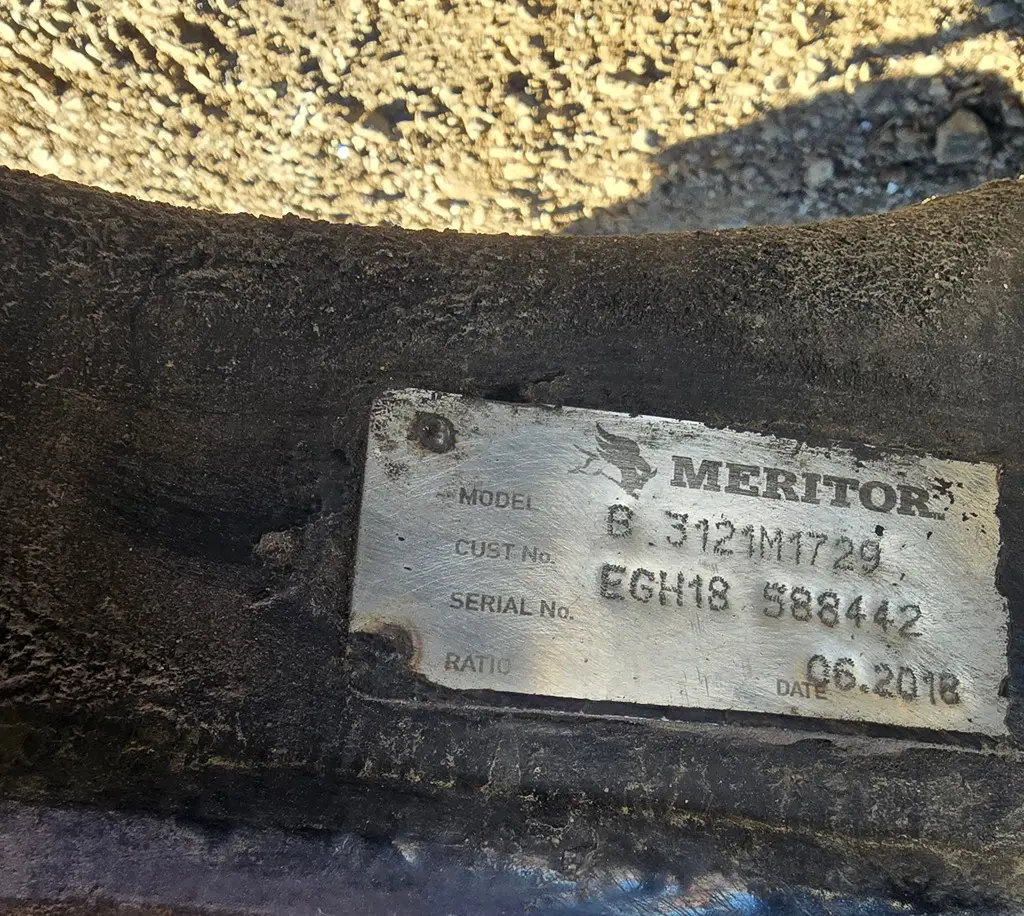 MERITOR
MODEL B 3121M1729
CUST No.
SERIAL No. EGH18 588442
RATIO
DATE 06.2018